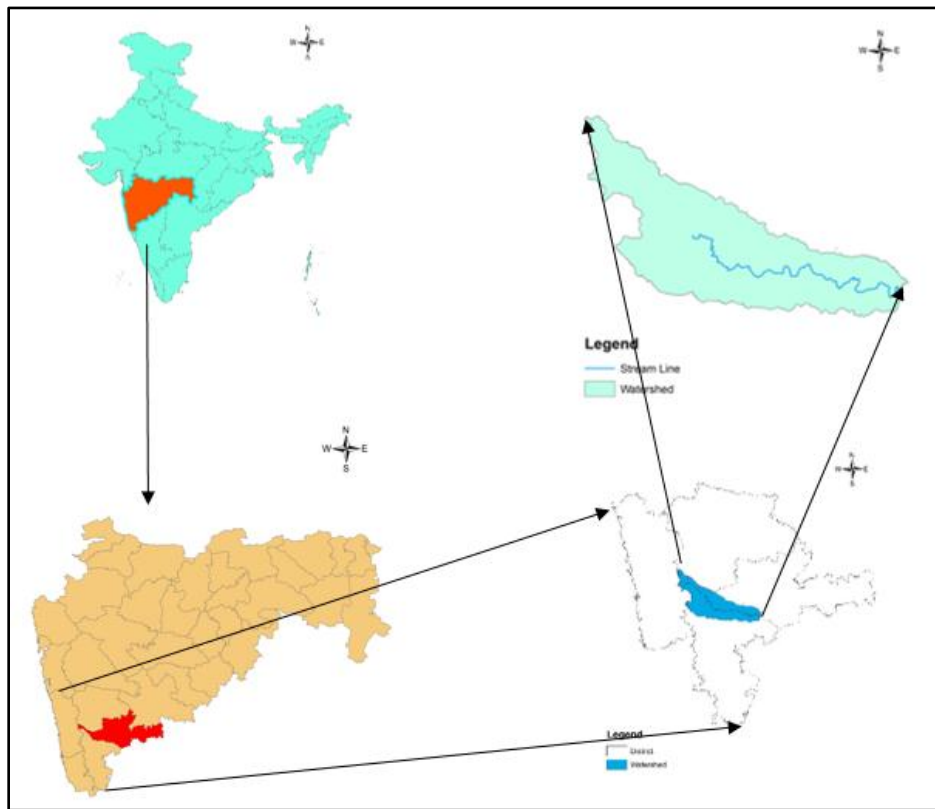 N
W E
S
N
W E
S
Legend
Stream Line
Watershed
N
W E
S
N
W E
S
Legend
District
Watershed